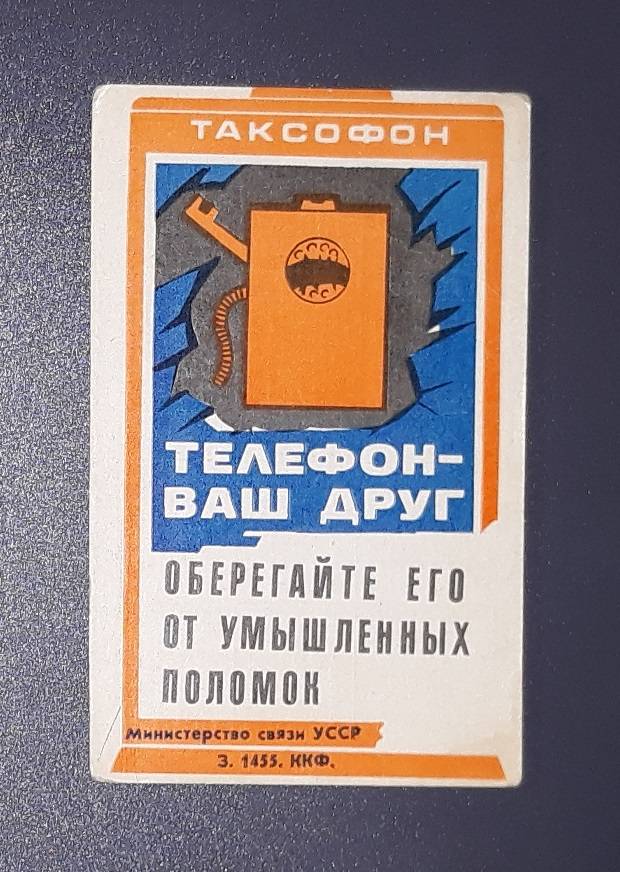 ТАКСОФОН
ТЕЛЕФОН-
ВАШ ДРУГ
ОБЕРЕГАЙТЕ ЕГО
ОТ УМЫШЛЕННЫХ
ПОЛОМОК
Министерство связи УССР
З. 1455. ККФ.